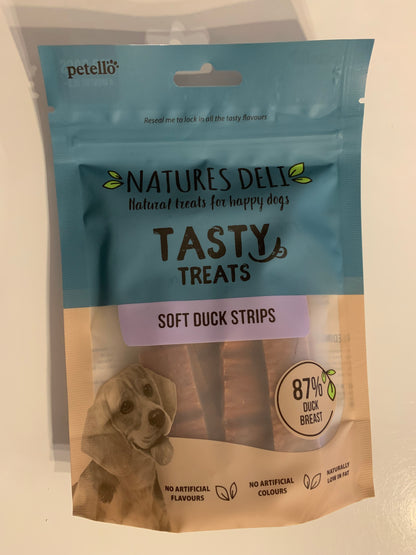 petello
Reseal me to lock in all the tasty flavours
NATURES DELI
Natural treats for happy dogs
TASTY
TREATS
SOFT DUCK STRIPS
87%
DUCK
BREAST
NO ARTIFICIAL
FLAVOURS
NO ARTIFICIAL
COLOURS
NATURALLY
LOW IN FAT